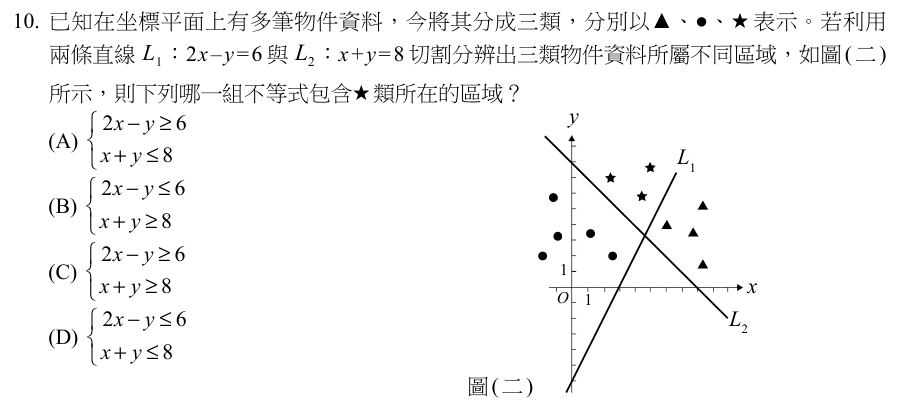 10. 已知在坐標平面上有多筆物件資料，今將其分成三類，分別以▲、●、★表示。若利用
兩條直線 L₁：2x−y=6 與 L₂：x+y=8 切割分辨出三類物件資料所屬不同區域，如圖(二)
所示，則下列哪一組不等式包含★類所在的區域？
(A) { 2x−y≥6
x+y≤8
(B) { 2x−y≤6
x+y≥8
(C) { 2x−y≥6
x+y≥8
(D) { 2x−y≤6
x+y≤8
y
L₁
1
O 1 x
L₂
圖(二)